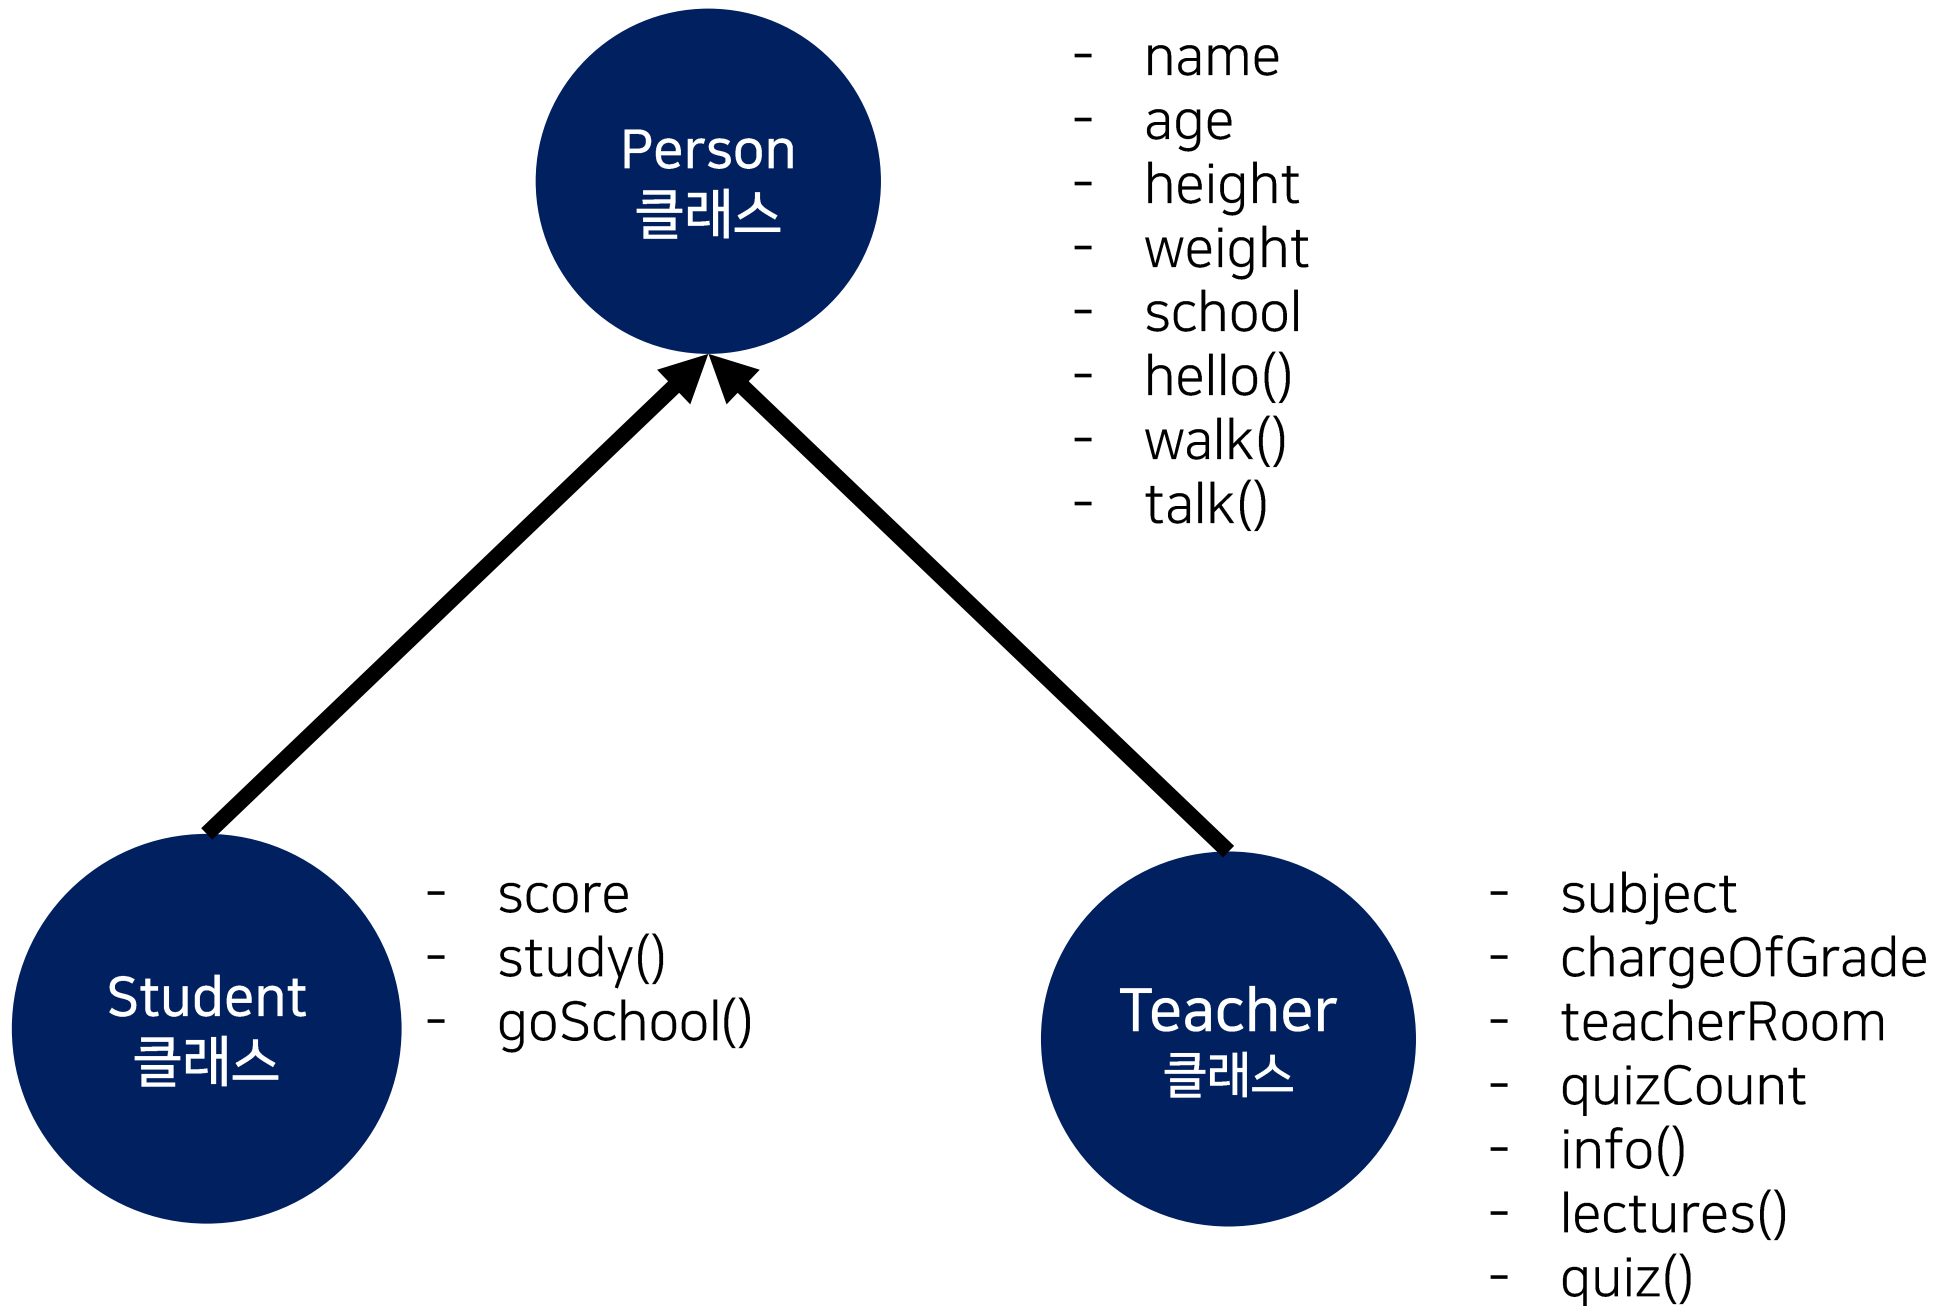 Person
클래스
- name
- age
- height
- weight
- school
- hello()
- walk()
- talk()
Student
클래스
- score
- study()
- goSchool()
Teacher
클래스
- subject
- chargeOfGrade
- teacherRoom
- quizCount
- info()
- lectures()
- quiz()